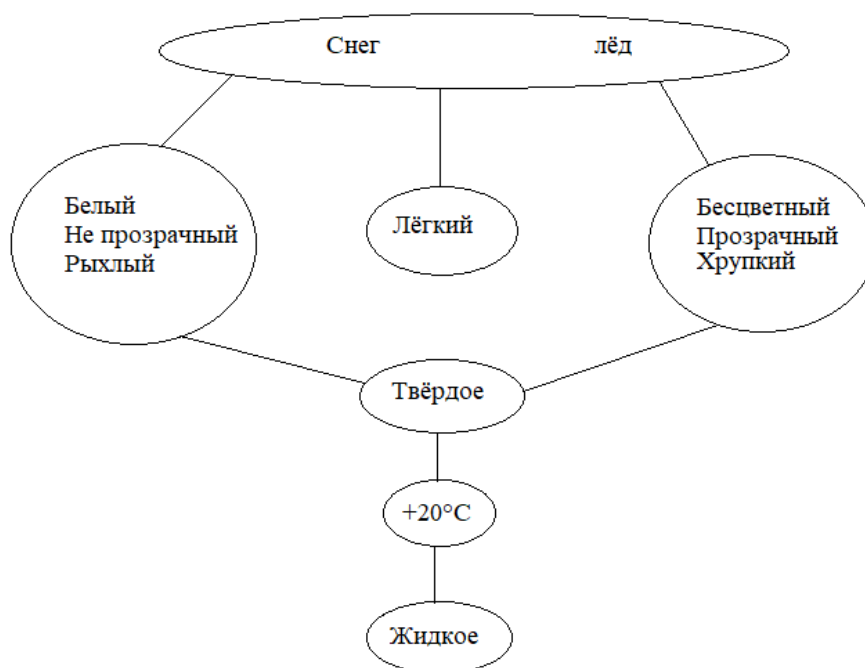 Снег лёд
Белый
Не прозрачный
Рыхлый
Лёгкий
Бесцветный
Прозрачный
Хрупкий
Твёрдое
+20°C
Жидкое